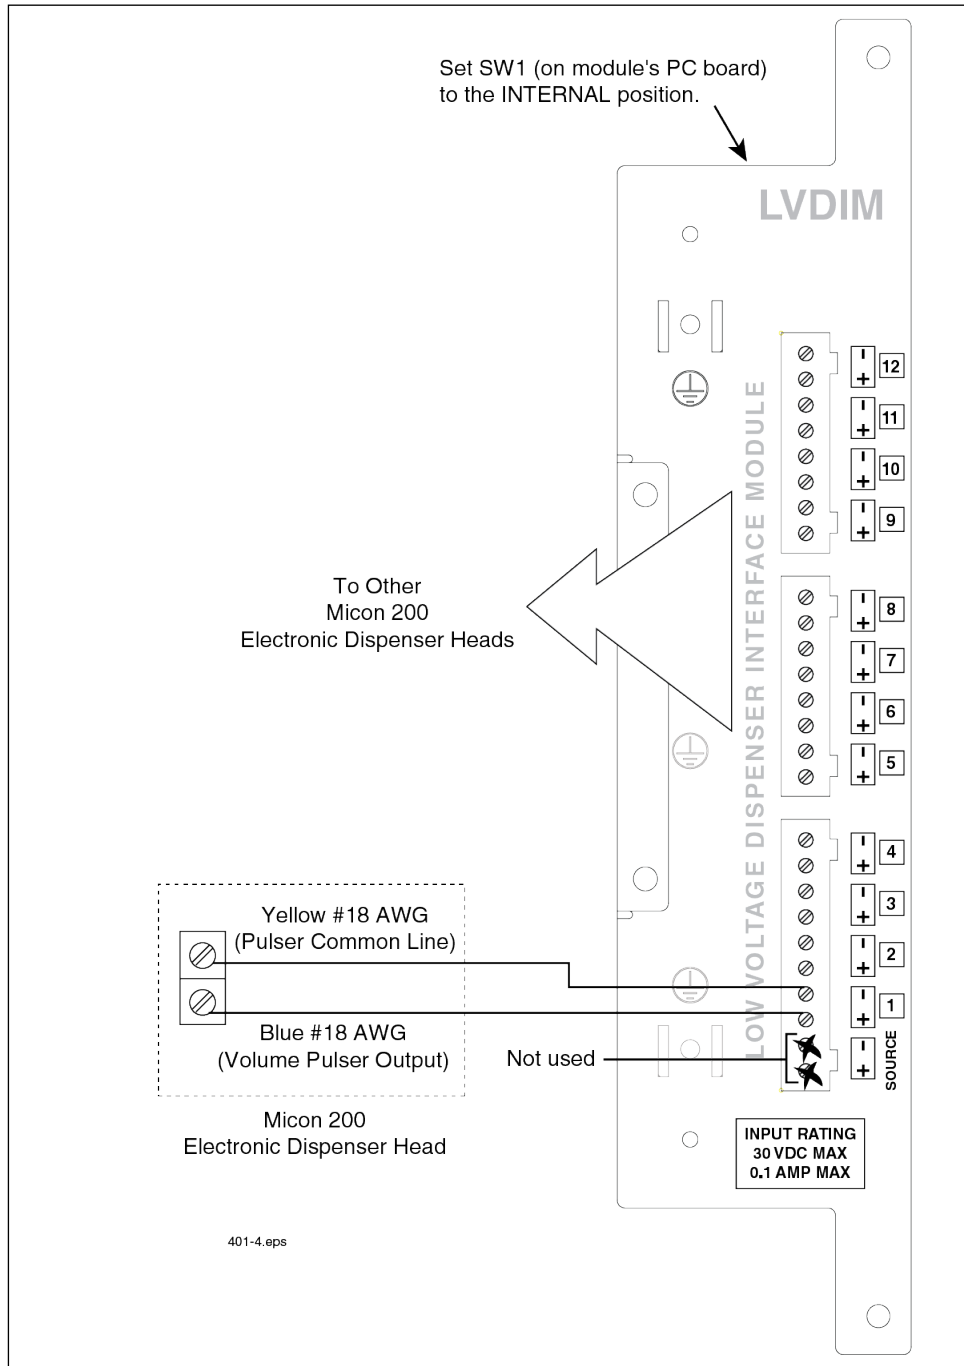 Set SW1 (on module's PC board)
to the INTERNAL position.
LVDIM
LOW VOLTAGE DISPENSER INTERFACE MODULE
- + 12
- + 11
- + 10
- + 9
To Other
Micon 200
Electronic Dispenser Heads
- + 8
- + 7
- + 6
- + 5
- + 4
- + 3
- + 2
- + 1
- + SOURCE
Yellow #18 AWG
(Pulser Common Line)
Blue #18 AWG
(Volume Pulser Output)
Not used
Micon 200
Electronic Dispenser Head
INPUT RATING
30 VDC MAX
0.1 AMP MAX
401-4.eps